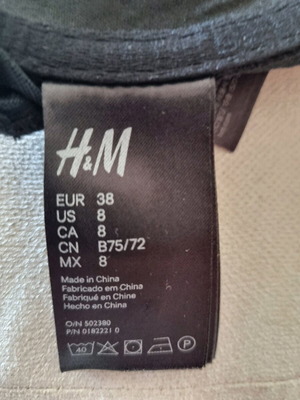 H&M
EUR 38
US 8
CA 8
CN B75/72
MX 8
Made in China
Fabricado em China
Fabriqué en Chine
Hecho en China
O/N 502380
P/N 0182221 0
40
P